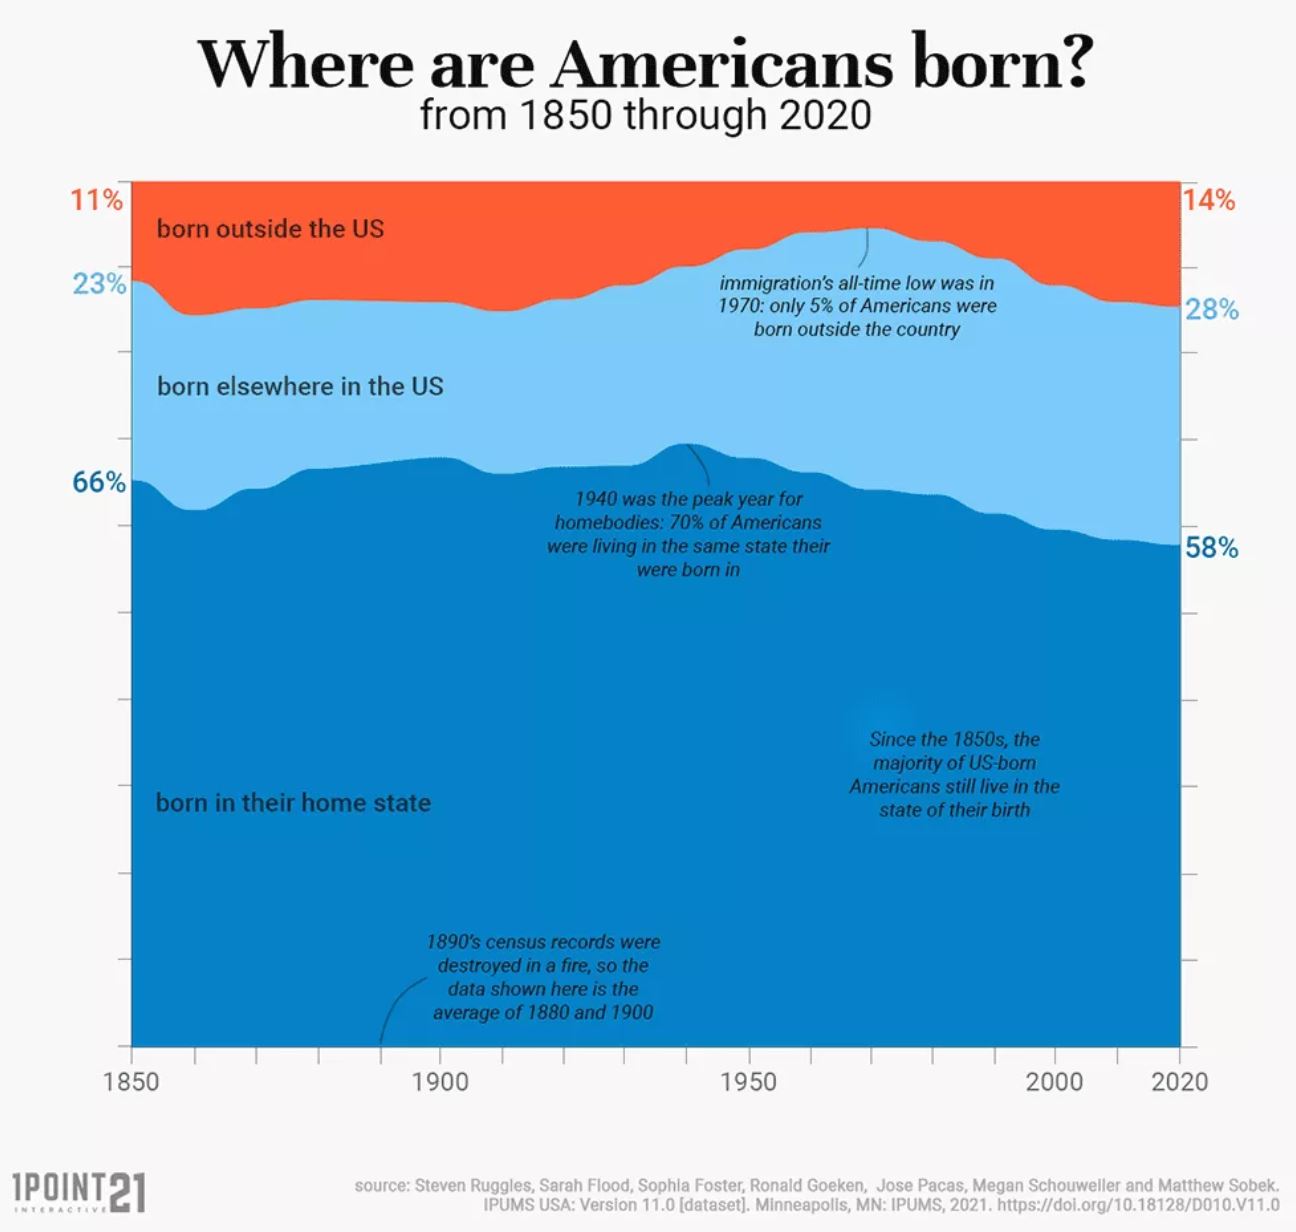 Where are Americans born?
from 1850 through 2020
11%
14%
born outside the US
23%
28%
immigration's all-time low was in
1970: only 5% of Americans were
born outside the country
born elsewhere in the US
66%
58%
1940 was the peak year for
homebodies: 70% of Americans
were living in the same state their
were born in
Since the 1850s, the
majority of US-born
Americans still live in the
state of their birth
born in their home state
1890's census records were
destroyed in a fire, so the
data shown here is the
average of 1880 and 1900
1850 1900 1950 2000 2020
1POINT21
INTERACTIVE
source: Steven Ruggles, Sarah Flood, Sophia Foster, Ronald Goeken, Jose Pacas, Megan Schouweiler and Matthew Sobek.
IPUMS USA: Version 11.0 [dataset]. Minneapolis, MN: IPUMS, 2021. https://doi.org/10.18128/D010.V11.0